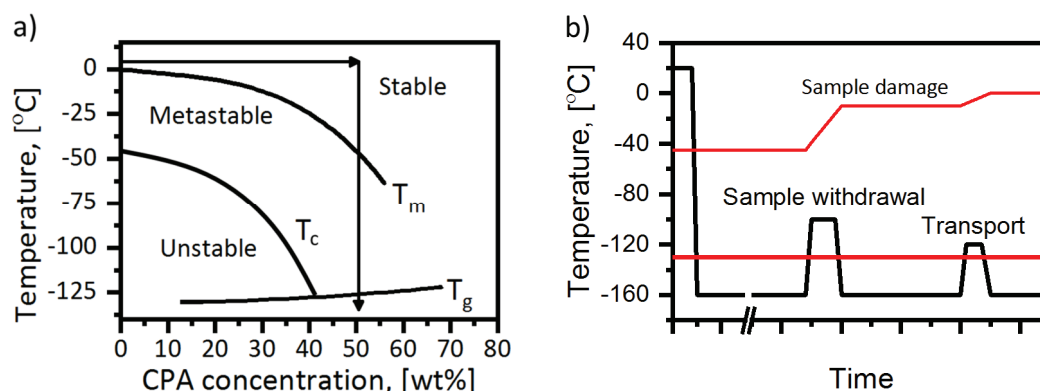 a)
Temperature, [°C]
0
-25
-50
-75
-100
-125
Stable
Metastable
Unstable
Tm
Tc
Tg
0 10 20 30 40 50 60 70 80
CPA concentration, [wt%]
b)
Temperature, [°C]
40
0
-40
-80
-120
-160
Sample damage
Sample withdrawal
Transport
Time